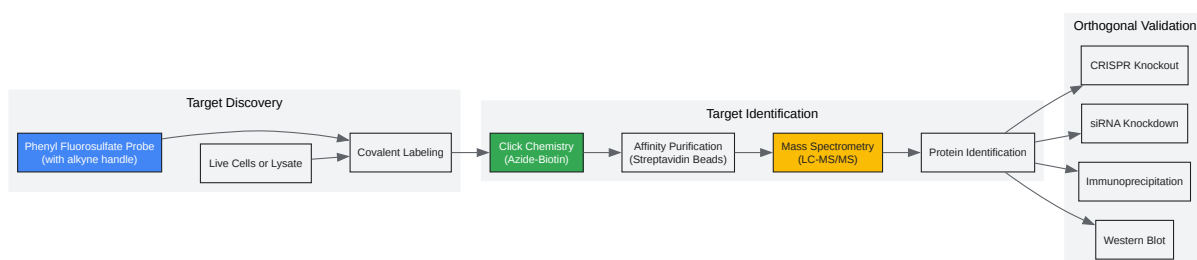 Target Discovery
Phenyl Fluorosulfate Probe
(with alkyne handle)
Live Cells or Lysate
Covalent Labeling
Target Identification
Click Chemistry
(Azide-Biotin)
Affinity Purification
(Streptavidin Beads)
Mass Spectrometry
(LC-MS/MS)
Protein Identification
Orthogonal Validation
CRISPR Knockout
siRNA Knockdown
Immunoprecipitation
Western Blot